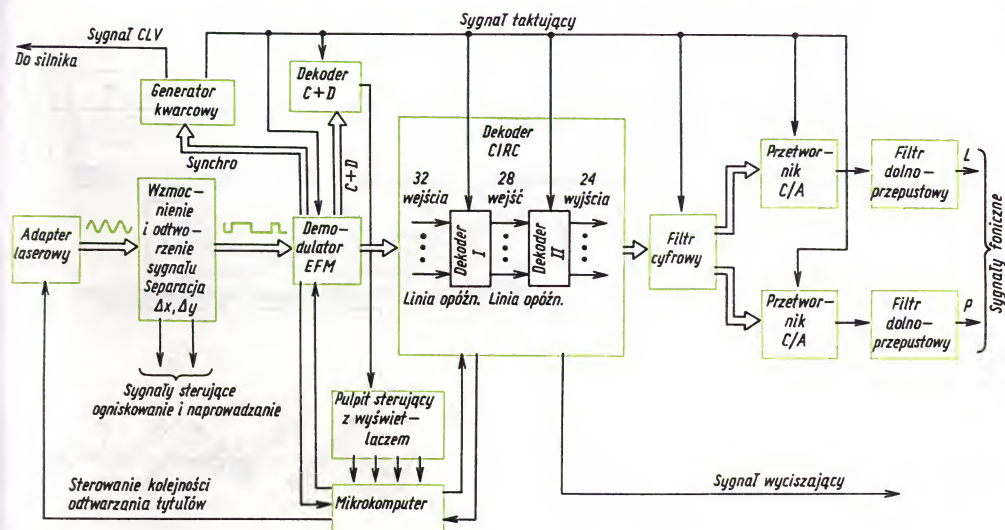 Sygnał taktujący
Sygnał CLV
Do silnika
Generator
kwarcowy
Dekoder
C+D
Synchro
C+D
Dekoder
CIRC
32
wejścia
28
wejść
24
wyjścia
Dekoder I
Dekoder II
Linia opóźn.
Linia opóźn.
Adapter
laserowy
Wzmoc-
nienie
i odtwo-
rzenie
sygnału
Separacja
Δx, Δy
Demo-
dulator
EFM
Filtr
cyfrowy
Przetwor-
nik
C/A
Filtr
dolno-
przepustowy
L
Przetwor-
nik
C/A
Filtr
dolno-
przepustowy
P
Sygnały foniczne
Sygnały sterujące
ogniskowanie i naprowadzanie
Pulpit sterujący
z wyświet-
laczem
Sterowanie kolejności
odtwarzania tytułów
Mikrokomputer
Sygnał wyciszający